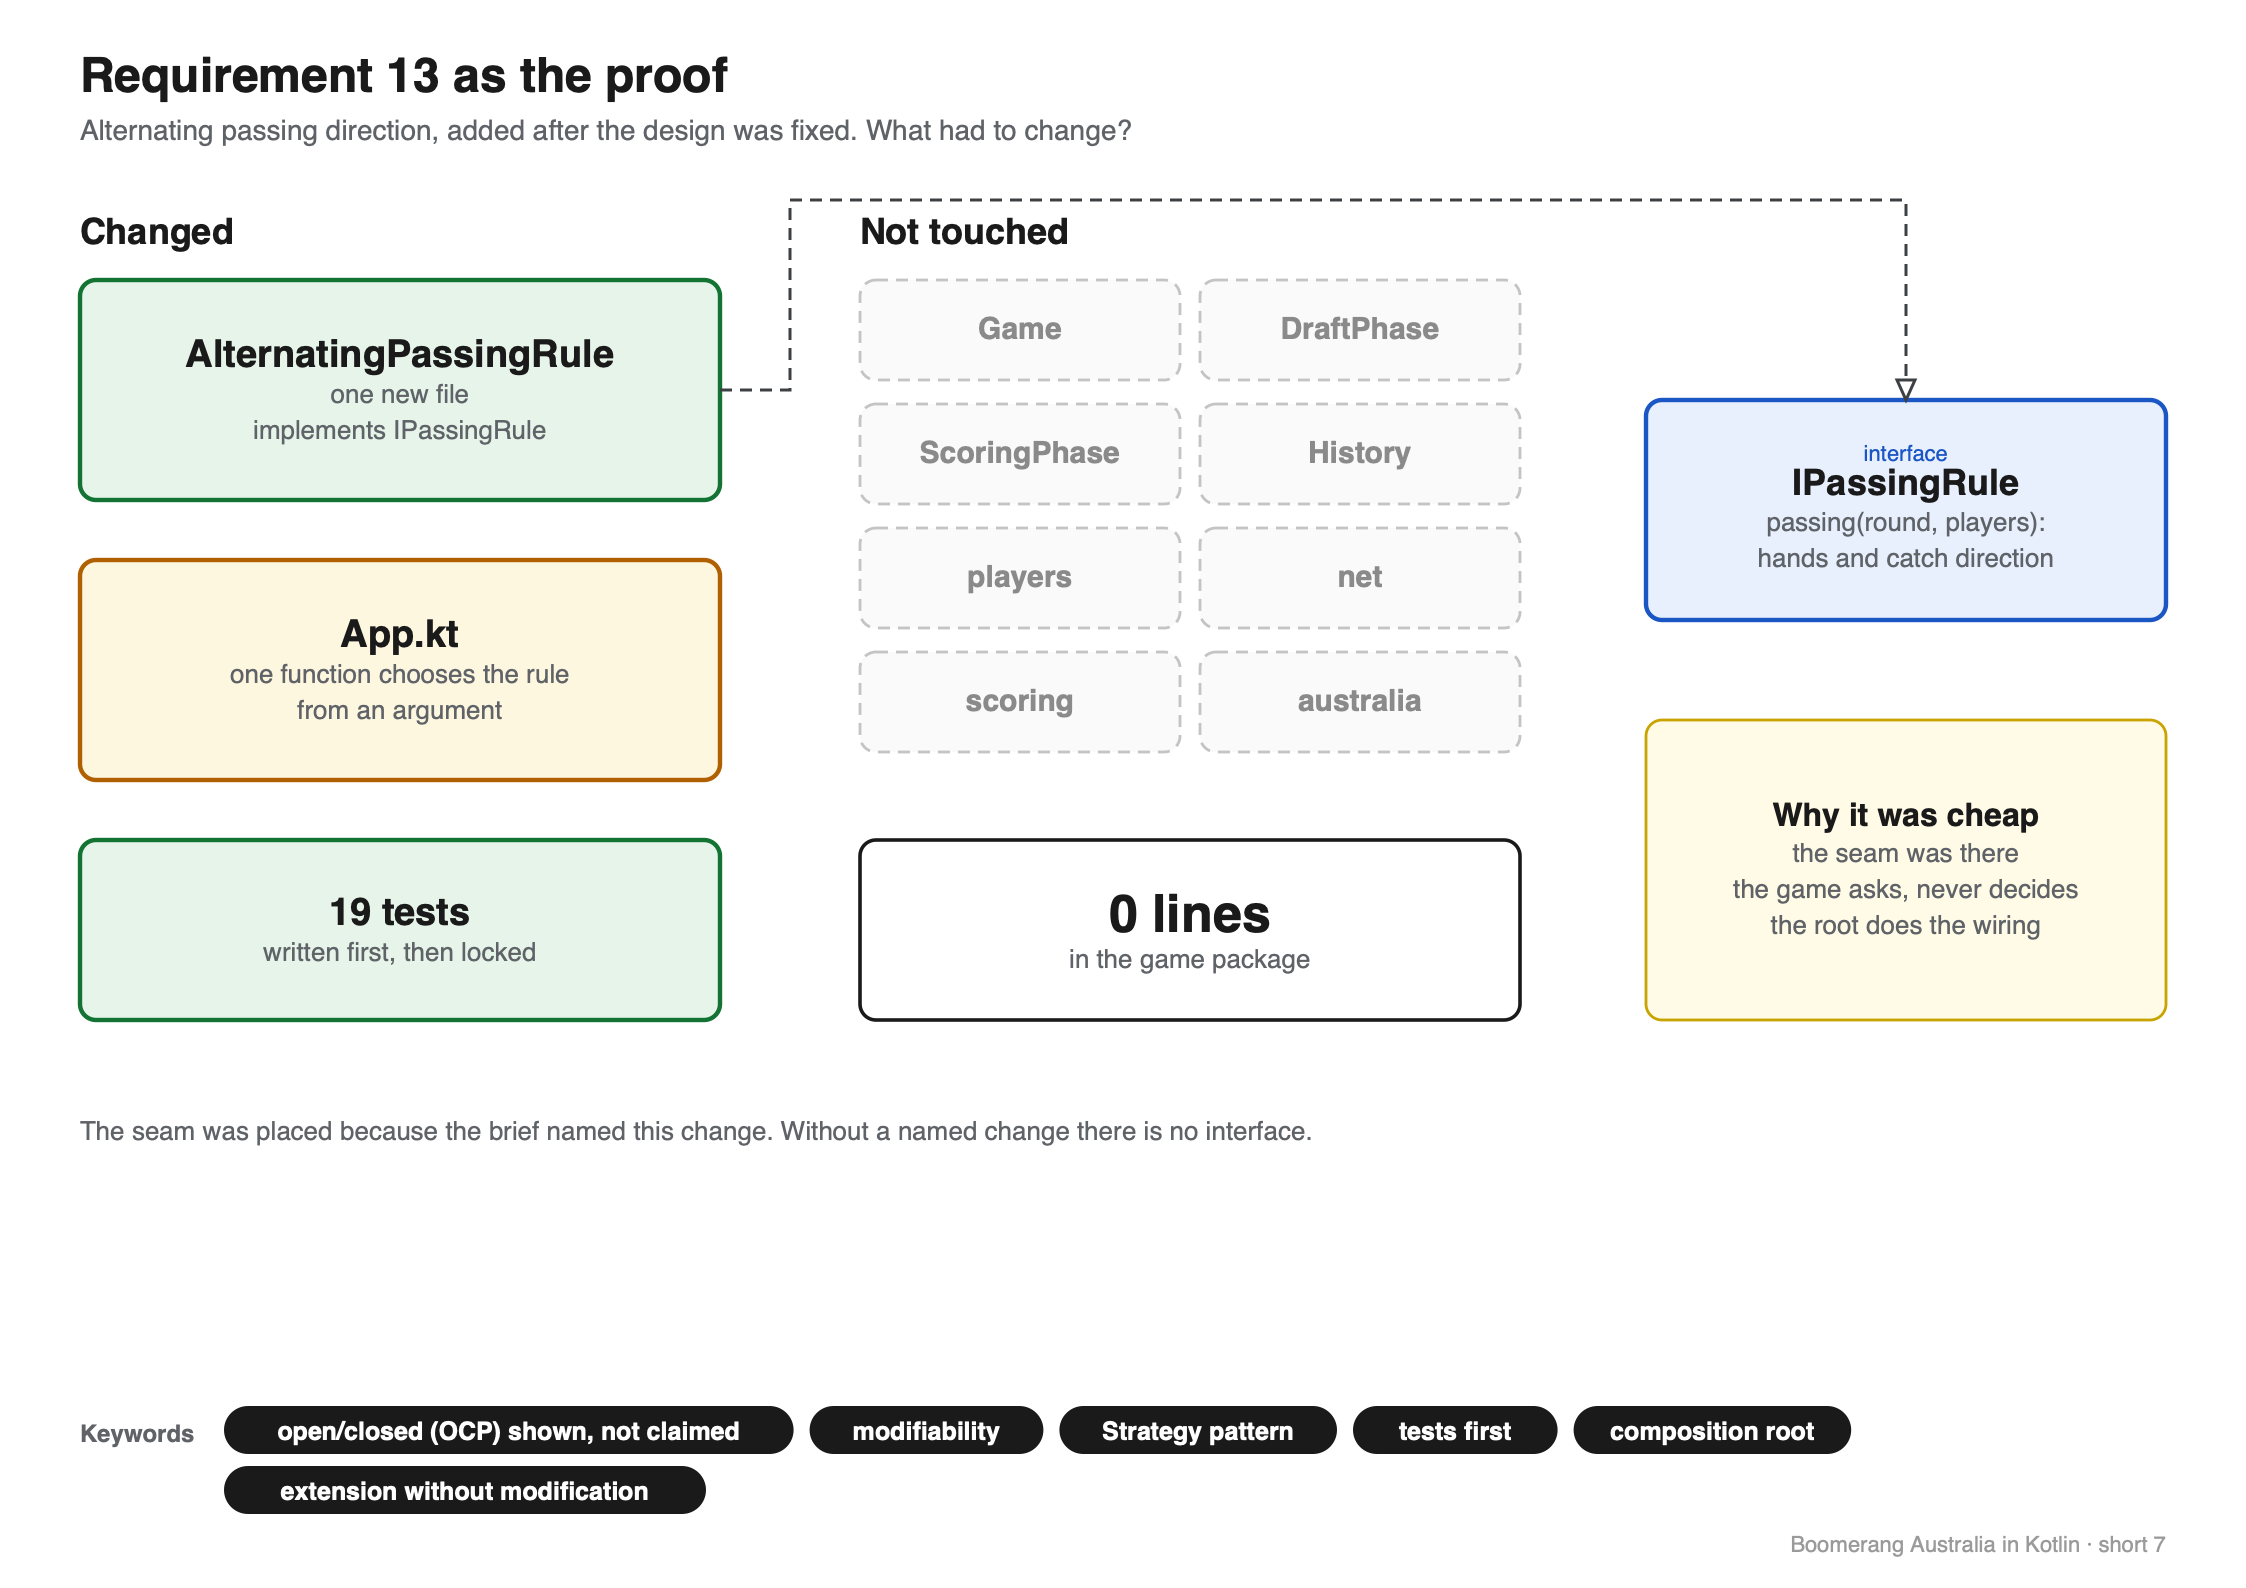 Requirement 13 as the proof
Alternating passing direction, added after the design was fixed. What had to change?
Changed
AlternatingPassingRule
one new file
implements IPassingRule
App.kt
one function chooses the rule
from an argument
19 tests
written first, then locked
Not touched
Game
DraftPhase
ScoringPhase
History
players
net
scoring
australia
0 lines
in the game package
interface
IPassingRule
passing(round, players):
hands and catch direction
Why it was cheap
the seam was there
the game asks, never decides
the root does the wiring
The seam was placed because the brief named this change. Without a named change there is no interface.
Keywords
open/closed (OCP) shown, not claimed
modifiability
Strategy pattern
tests first
composition root
extension without modification
Boomerang Australia in Kotlin · short 7